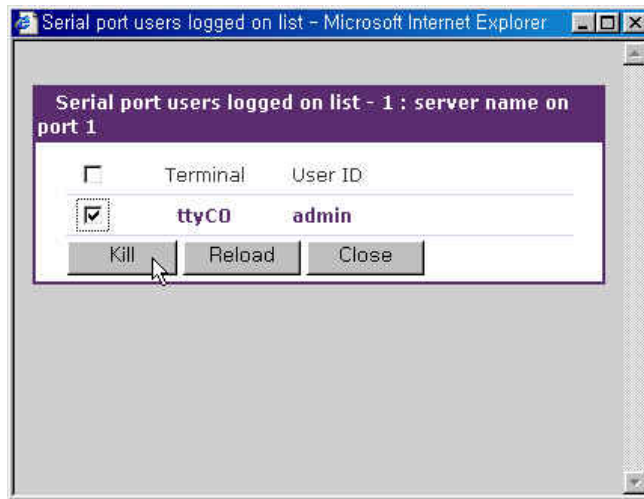 Serial port users logged on list - Microsoft Internet Explorer
Serial port users logged on list - 1 : server name on
port 1
Terminal User ID
ttyC0 admin
Kill Reload Close